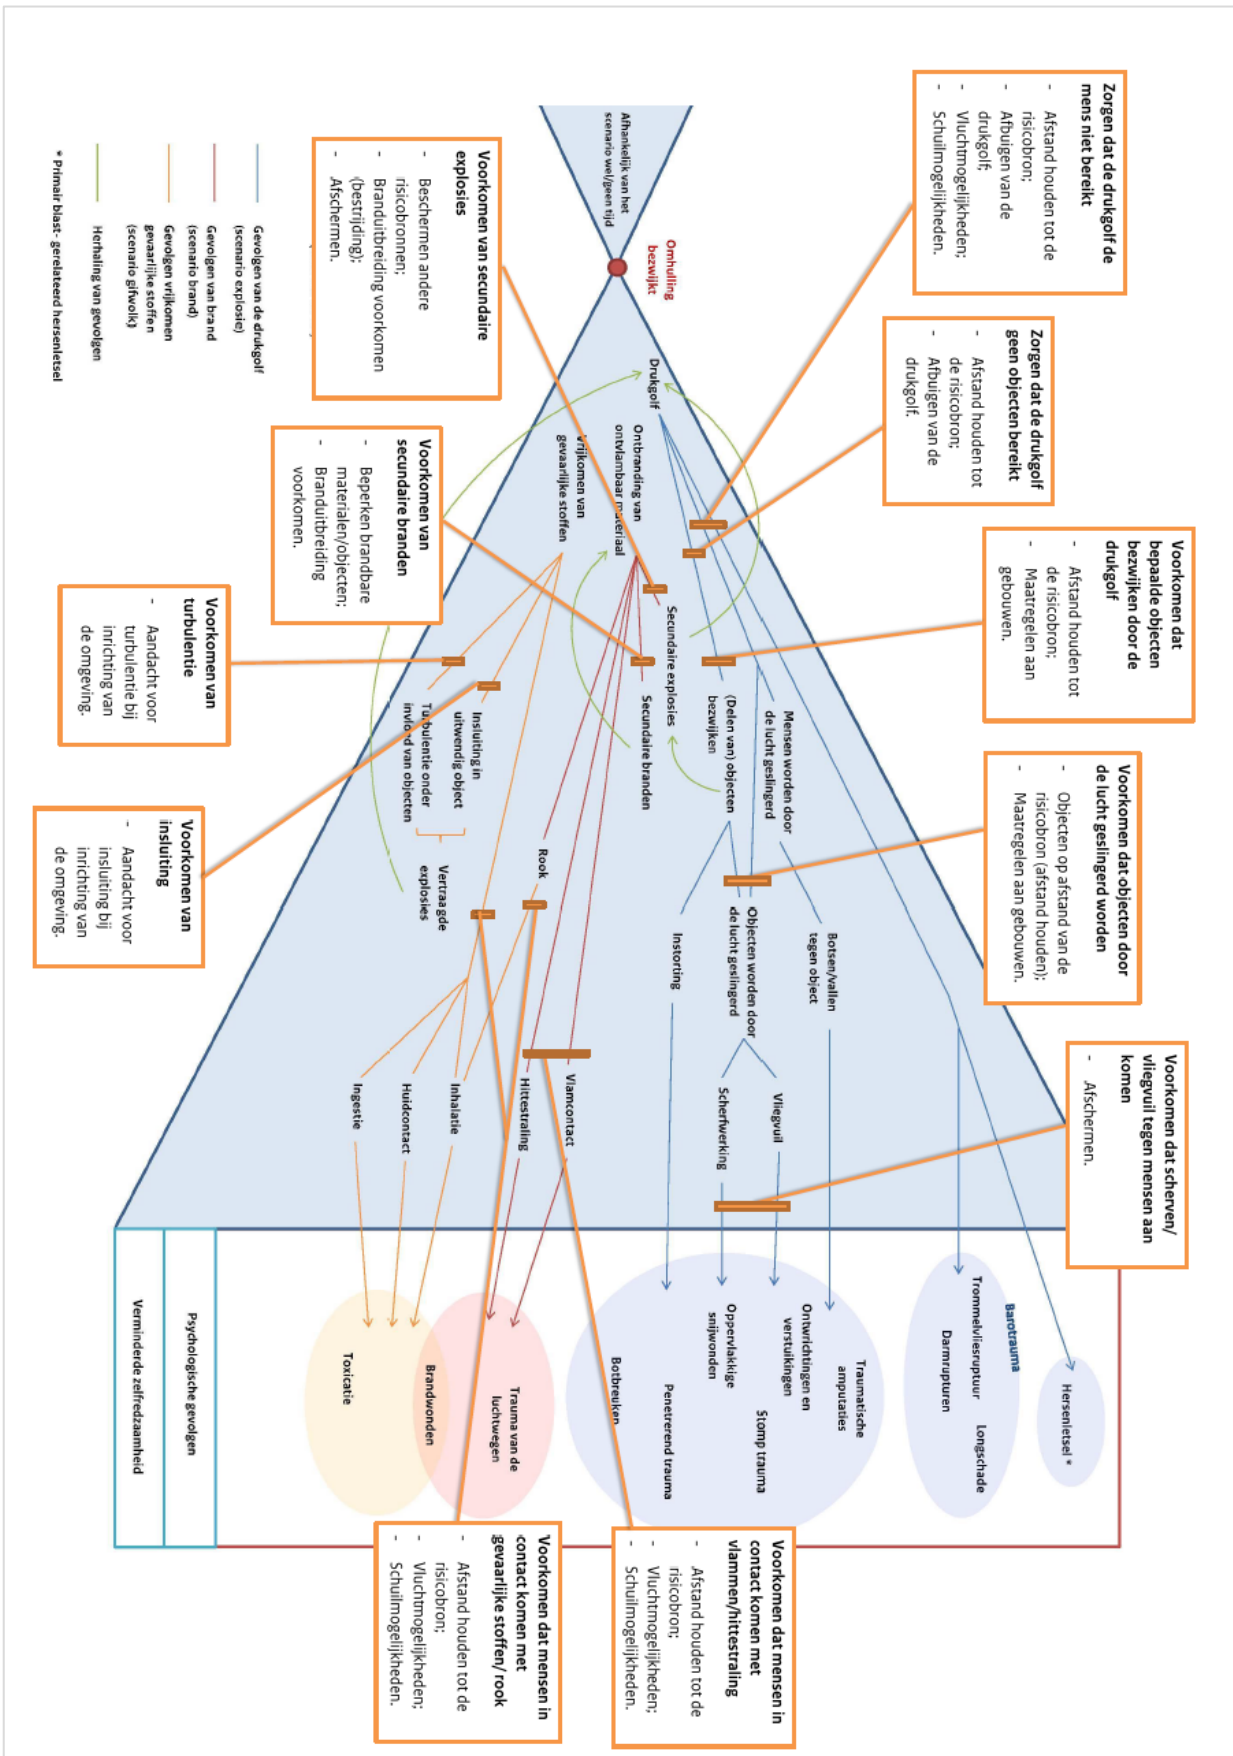 Zorgen dat de drukgolf de
mens niet bereikt
- Afstand houden tot de
risicobron;
- Afbuigen van de
drukgolf;
- Vluchtmogelijkheden;
- Schuilmogelijkheden.
Zorgen dat de drukgolf
geen objecten bereikt
- Afstand houden tot
de risicobron;
- Afbuigen van de
drukgolf.
Voorkomen dat
bepaalde objecten
bezwijken door de
drukgolf
- Afstand houden tot
de risicobron;
- Maatregelen aan
gebouwen.
Voorkomen dat objecten door
de lucht geslingerd worden
- Objecten op afstand van de
risicobron (afstand houden);
- Maatregelen aan gebouwen.
Voorkomen dat scherven/
vliegvuil tegen mensen aan
komen
- Afschermen.
Afhankelijk van het
scenario wel/geen tijd
Omhulling
bezwijkt
Drukgolf
Ontbranding van
ontvlambaar materiaal
Vrijkomen van
gevaarlijke stoffen
Mensen worden door
de lucht geslingerd
(Delen van) objecten
bezwijken
Secundaire explosies
Secundaire branden
Insluiting in
uitwendig object
Turbulentie onder
invloed van objecten
Vertraagde
explosies
Rook
Botsen/vallen
tegen object
Objecten worden door
de lucht geslingerd
Instorting
Vliegvuil
Scherfwerking
Vlamcontact
Hittestraling
Inhalatie
Huidcontact
Ingestie
Hersenletsel *
Barotrauma
Trommelvliesruptuur
Longschade
Darmrupturen
Traumatische
amputaties
Ontwrichtingen en
verstuikingen
Stomp trauma
Oppervlakkige
snijwonden
Penetrerend trauma
Botbreuken
Trauma van de
luchtwegen
Brandwonden
Toxicatie
Psychologische gevolgen
Verminderde zelfredzaamheid
Voorkomen van secundaire
explosies
- Beschermen andere
risicobronnen;
- Branduitbreiding voorkomen
(bestrijding);
- Afschermen.
Voorkomen van
secundaire branden
- Beperken brandbare
materialen/objecten;
- Branduitbreiding
voorkomen.
Voorkomen van
turbulentie
- Aandacht voor
turbulentie bij
inrichting van
de omgeving.
Voorkomen van
insluiting
- Aandacht voor
insluiting bij
inrichting van
de omgeving.
Voorkomen dat mensen in
contact komen met
vlammen/hittestraling
- Afstand houden tot de
risicobron;
- Vluchtmogelijkheden;
- Schuilmogelijkheden.
Voorkomen dat mensen in
contact komen met
gevaarlijke stoffen/ rook
- Afstand houden tot de
risicobron;
- Vluchtmogelijkheden;
- Schuilmogelijkheden.
Gevolgen van de drukgolf
(scenario explosie)
Gevolgen van brand
(scenario brand)
Gevolgen vrijkomen
gevaarlijke stoffen
(scenario gifwolk)
Herhaling van gevolgen
* Primair blast- gerelateerd hersenletsel